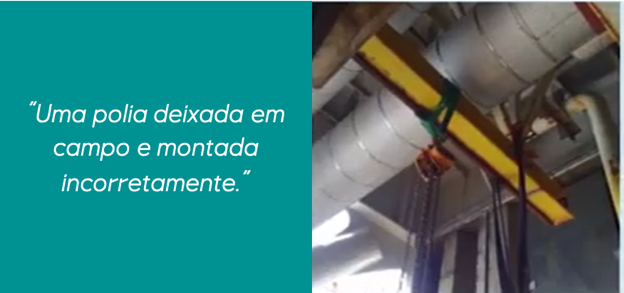 “Uma polia deixada em
campo e montada
incorretamente.”